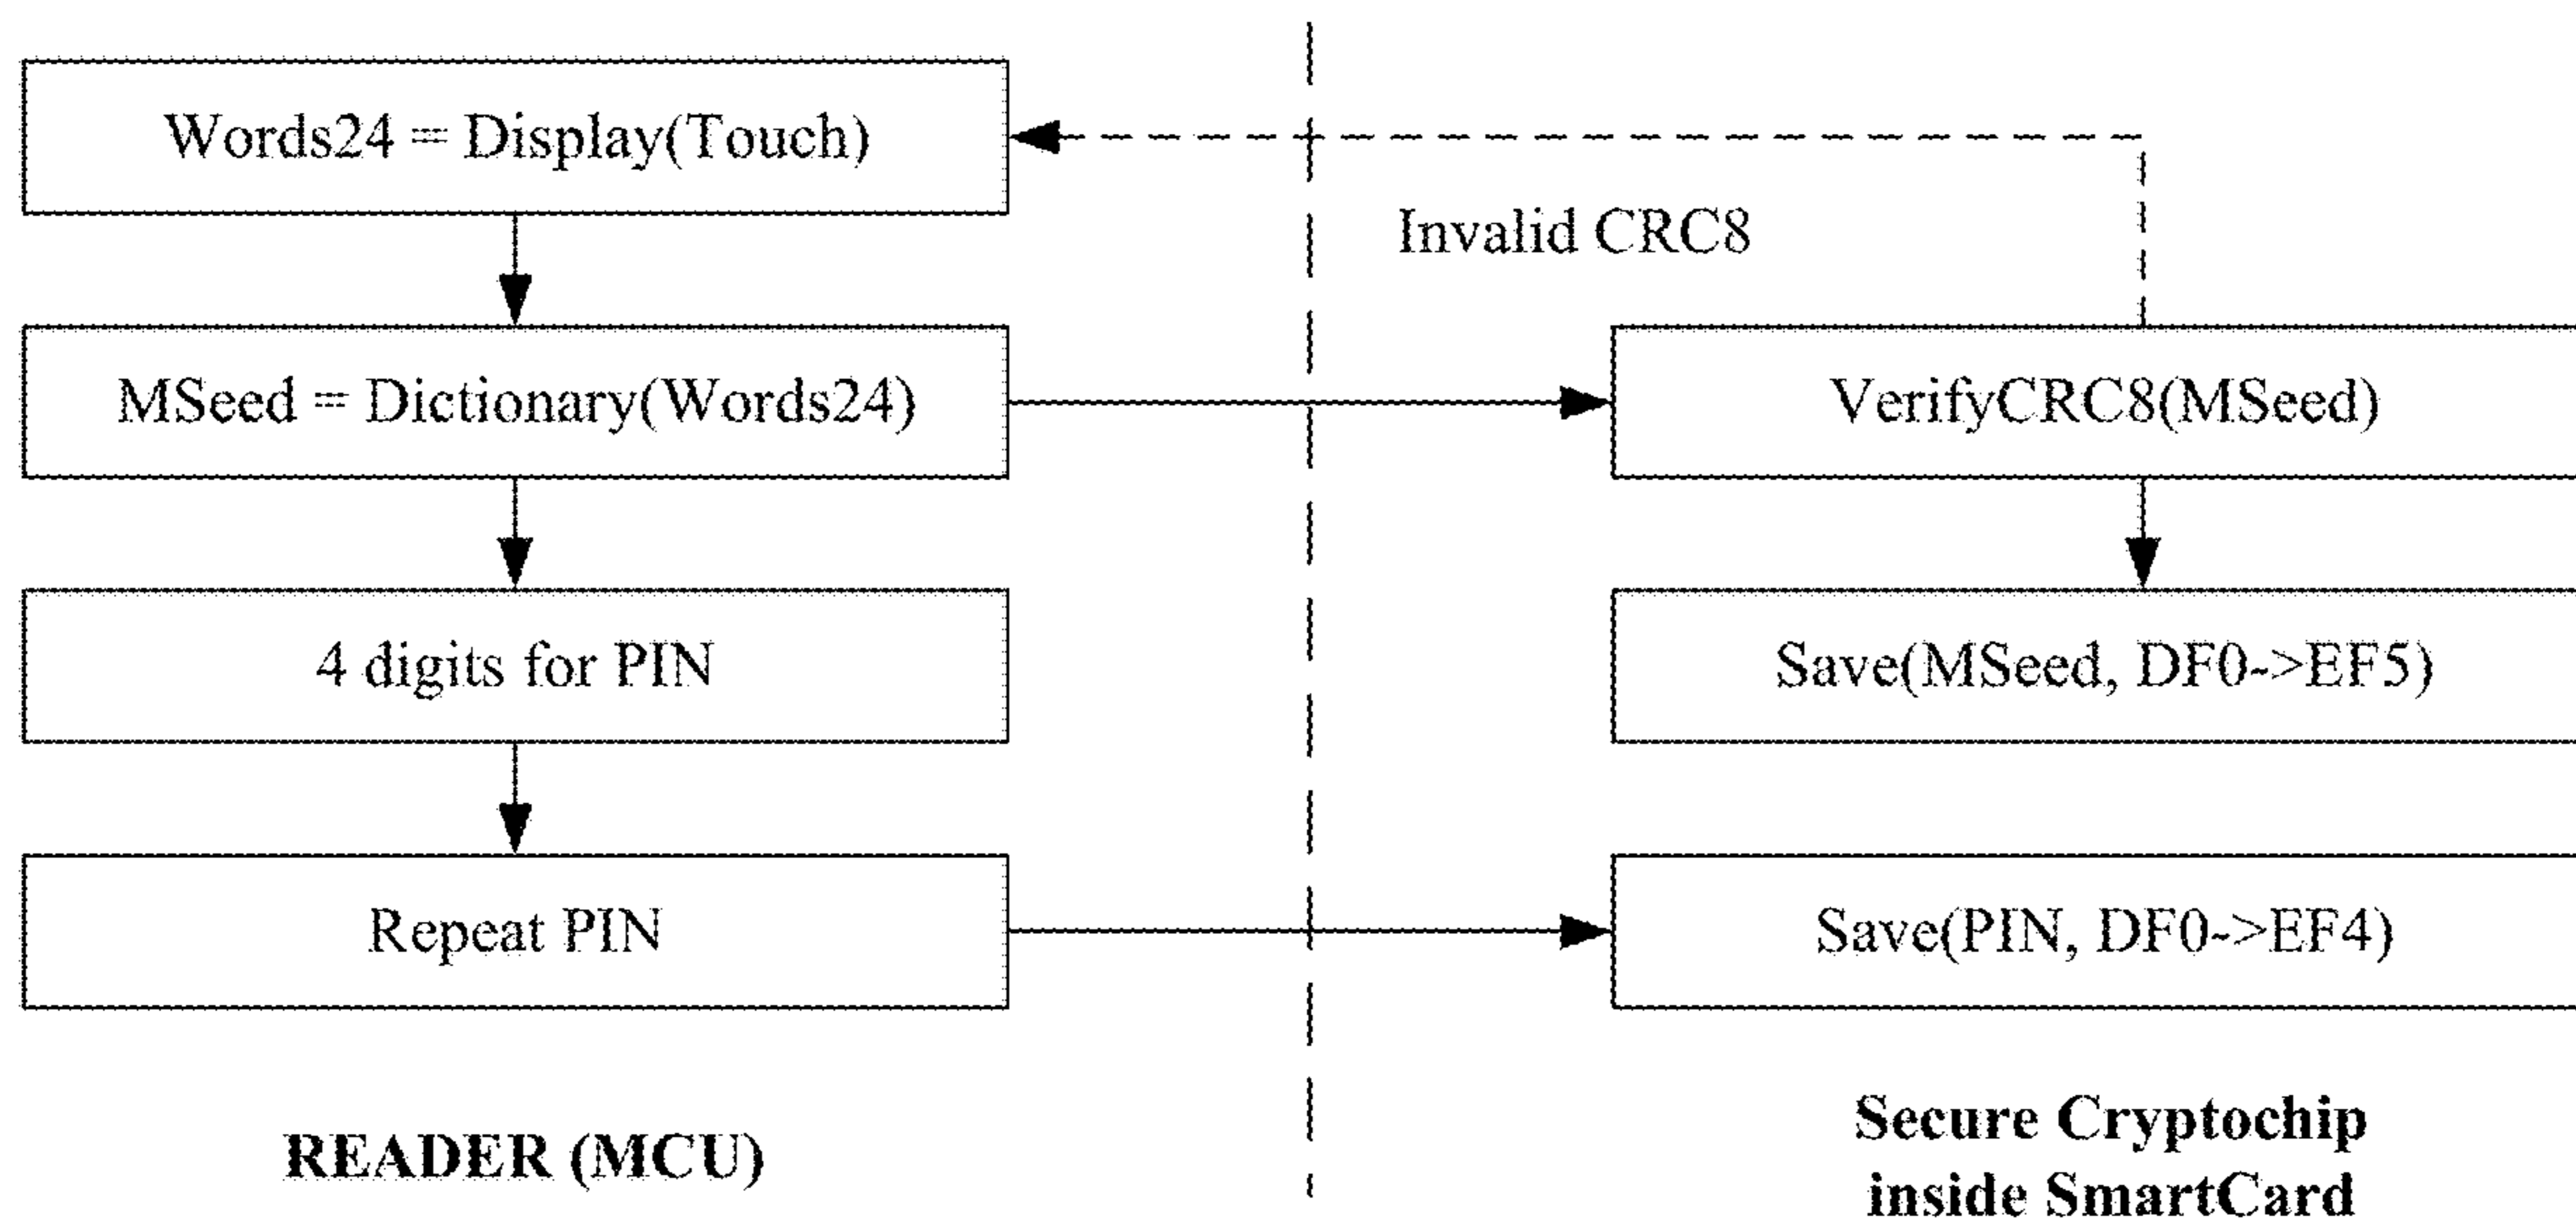 Words24 = Display(Touch)
Invalid CRC8
MSeed = Dictionary(Words24)
VerifyCRC8(MSeed)
4 digits for PIN
Save(MSeed, DF0->EF5)
Repeat PIN
Save(PIN, DF0->EF4)
READER (MCU)
Secure Cryptochip
inside SmartCard